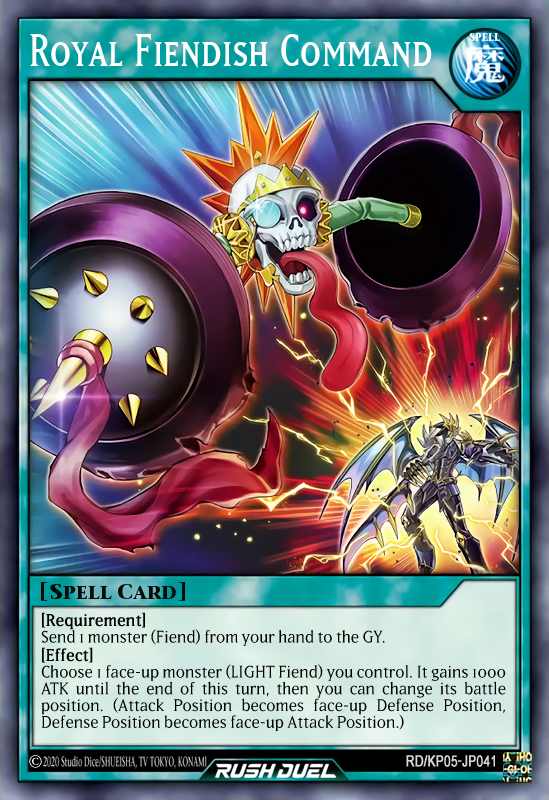 ROYAL FIENDISH COMMAND
SPELL
魔
[SPELL CARD]
[Requirement]
Send 1 monster (Fiend) from your hand to the GY.
[Effect]
Choose 1 face-up monster (LIGHT Fiend) you control. It gains 1000
ATK until the end of this turn, then you can change its battle
position. (Attack Position becomes face-up Defense Position,
Defense Position becomes face-up Attack Position.)
©2020 Studio Dice/SHUEISHA, TV TOKYO, KONAMI
RUSH DUEL
RD/KP05-JP041